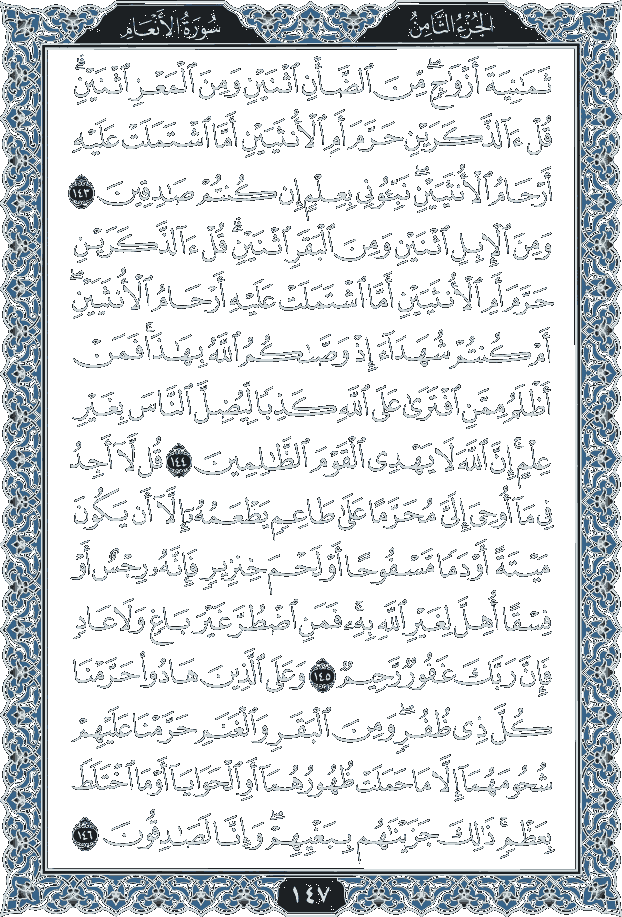 الجزء الثامن
سورة الأنعام
ثَمَٰنِيَةَ أَزْوَٰجٍۖ مِّنَ ٱلضَّأْنِ ٱثْنَيْنِ وَمِنَ ٱلْمَعْزِ ٱثْنَيْنِۗ
قُلْ ءَآلذَّكَرَيْنِ حَرَّمَ أَمِ ٱلْأُنثَيَيْنِ أَمَّا ٱشْتَمَلَتْ عَلَيْهِ
أَرْحَامُ ٱلْأُنثَيَيْنِۖ نَبِّـُٔونِى بِعِلْمٍ إِن كُنتُمْ صَٰدِقِينَ ١٤٣
وَمِنَ ٱلْإِبِلِ ٱثْنَيْنِ وَمِنَ ٱلْبَقَرِ ٱثْنَيْنِۗ قُلْ ءَآلذَّكَرَيْنِ
حَرَّمَ أَمِ ٱلْأُنثَيَيْنِ أَمَّا ٱشْتَمَلَتْ عَلَيْهِ أَرْحَامُ ٱلْأُنثَيَيْنِۖ
أَمْ كُنتُمْ شُهَدَآءَ إِذْ وَصَّىٰكُمُ ٱللَّهُ بِهَٰذَاۚ فَمَنْ
أَظْلَمُ مِمَّنِ ٱفْتَرَىٰ عَلَى ٱللَّهِ كَذِبًا لِّيُضِلَّ ٱلنَّاسَ بِغَيْرِ
عِلْمٍۗ إِنَّ ٱللَّهَ لَا يَهْدِى ٱلْقَوْمَ ٱلظَّٰلِمِينَ ١٤٤ قُل لَّآ أَجِدُ
فِى مَآ أُوحِىَ إِلَىَّ مُحَرَّمًا عَلَىٰ طَاعِمٍ يَطْعَمُهُۥٓ إِلَّآ أَن يَكُونَ
مَيْتَةً أَوْ دَمًا مَّسْفُوحًا أَوْ لَحْمَ خِنزِيرٍ فَإِنَّهُۥ رِجْسٌ أَوْ
فِسْقًا أُهِلَّ لِغَيْرِ ٱللَّهِ بِهِۦۚ فَمَنِ ٱضْطُرَّ غَيْرَ بَاغٍ وَلَا عَادٍ
فَإِنَّ رَبَّكَ غَفُورٌ رَّحِيمٌ ١٤٥ وَعَلَى ٱلَّذِينَ هَادُوا۟ حَرَّمْنَا
كُلَّ ذِى ظُفُرٍۖ وَمِنَ ٱلْبَقَرِ وَٱلْغَنَمِ حَرَّمْنَا عَلَيْهِمْ
شُحُومَهُمَآ إِلَّا مَا حَمَلَتْ ظُهُورُهُمَآ أَوِ ٱلْحَوَايَآ أَوْ مَا ٱخْتَلَطَ
بِعَظْمٍۚ ذَٰلِكَ جَزَيْنَٰهُم بِبَغْيِهِمْۖ وَإِنَّا لَصَٰدِقُونَ ١٤٦
١٤٧